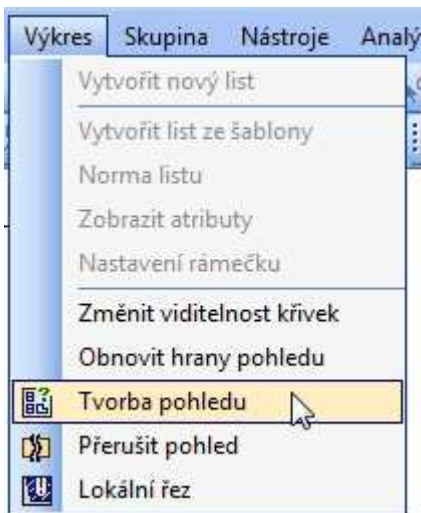 Výkres Skupina Nástroje Analý
Vytvořit nový list
Vytvořit list ze šablony
Norma listu
Zobrazit atributy
Nastavení rámečku
Změnit viditelnost křivek
Obnovit hrany pohledu
Tvorba pohledu
Přerušit pohled
Lokální řez